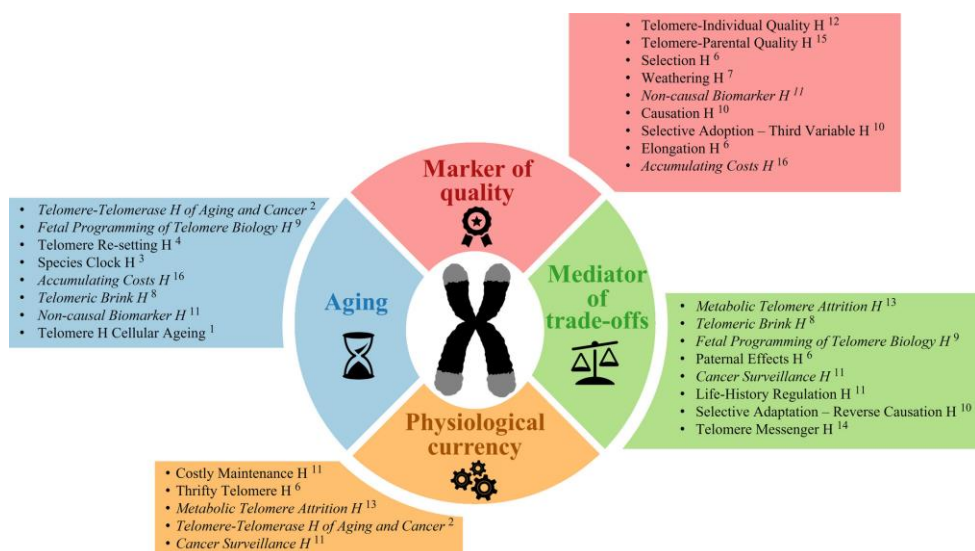 • Telomere-Individual Quality H 12
• Telomere-Parental Quality H 15
• Selection H 6
• Weathering H 7
• Non-causal Biomarker H 11
• Causation H 10
• Selective Adoption – Third Variable H 10
• Elongation H 6
• Accumulating Costs H 16
Marker of
quality
• Telomere-Telomerase H of Aging and Cancer 2
• Fetal Programming of Telomere Biology H 9
• Telomere Re-setting H 4
• Species Clock H 3
• Accumulating Costs H 16
• Telomeric Brink H 8
• Non-causal Biomarker H 11
• Telomere H Cellular Ageing 1
Aging
Mediator
of
trade-offs
• Metabolic Telomere Attrition H 13
• Telomeric Brink H 8
• Fetal Programming of Telomere Biology H 9
• Paternal Effects H 6
• Cancer Surveillance H 11
• Life-History Regulation H 11
• Selective Adaptation – Reverse Causation H 10
• Telomere Messenger H 14
Physiological
currency
• Costly Maintenance H 11
• Thrifty Telomere H 6
• Metabolic Telomere Attrition H 13
• Telomere-Telomerase H of Aging and Cancer 2
• Cancer Surveillance H 11